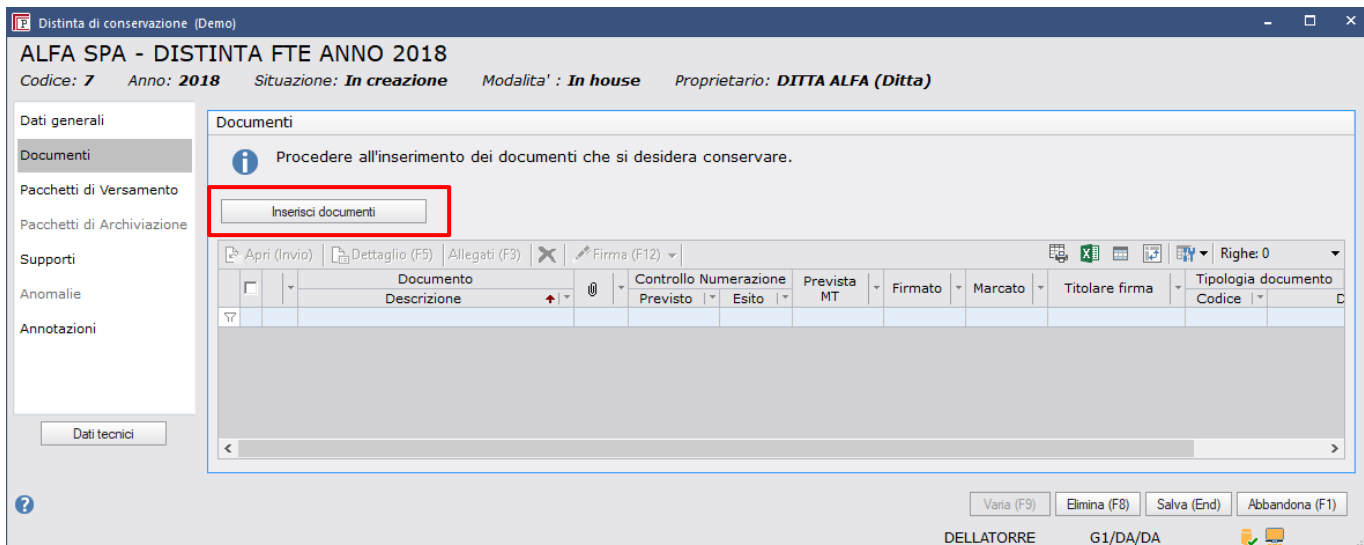 Distinta di conservazione (Demo)
ALFA SPA - DISTINTA FTE ANNO 2018
Codice: 7 Anno: 2018 Situazione: In creazione Modalita' : In house Proprietario: DITTA ALFA (Ditta)
Dati generali
Documenti
Pacchetti di Versamento
Pacchetti di Archiviazione
Supporti
Anomalie
Annotazioni
Dati tecnici
Documenti
Procedere all'inserimento dei documenti che si desidera conservare.
Inserisci documenti
Apri (Invio) Dettaglio (F5) Allegati (F3) Firma (F12) Righe: 0
Documento Controllo Numerazione Prevista MT Firmato Marcato Titolare firma Tipologia documento
Descrizione Previsto Esito Codice D
Varia (F9) Elimina (F8) Salva (End) Abbandona (F1)
DELLATORRE G1/DA/DA